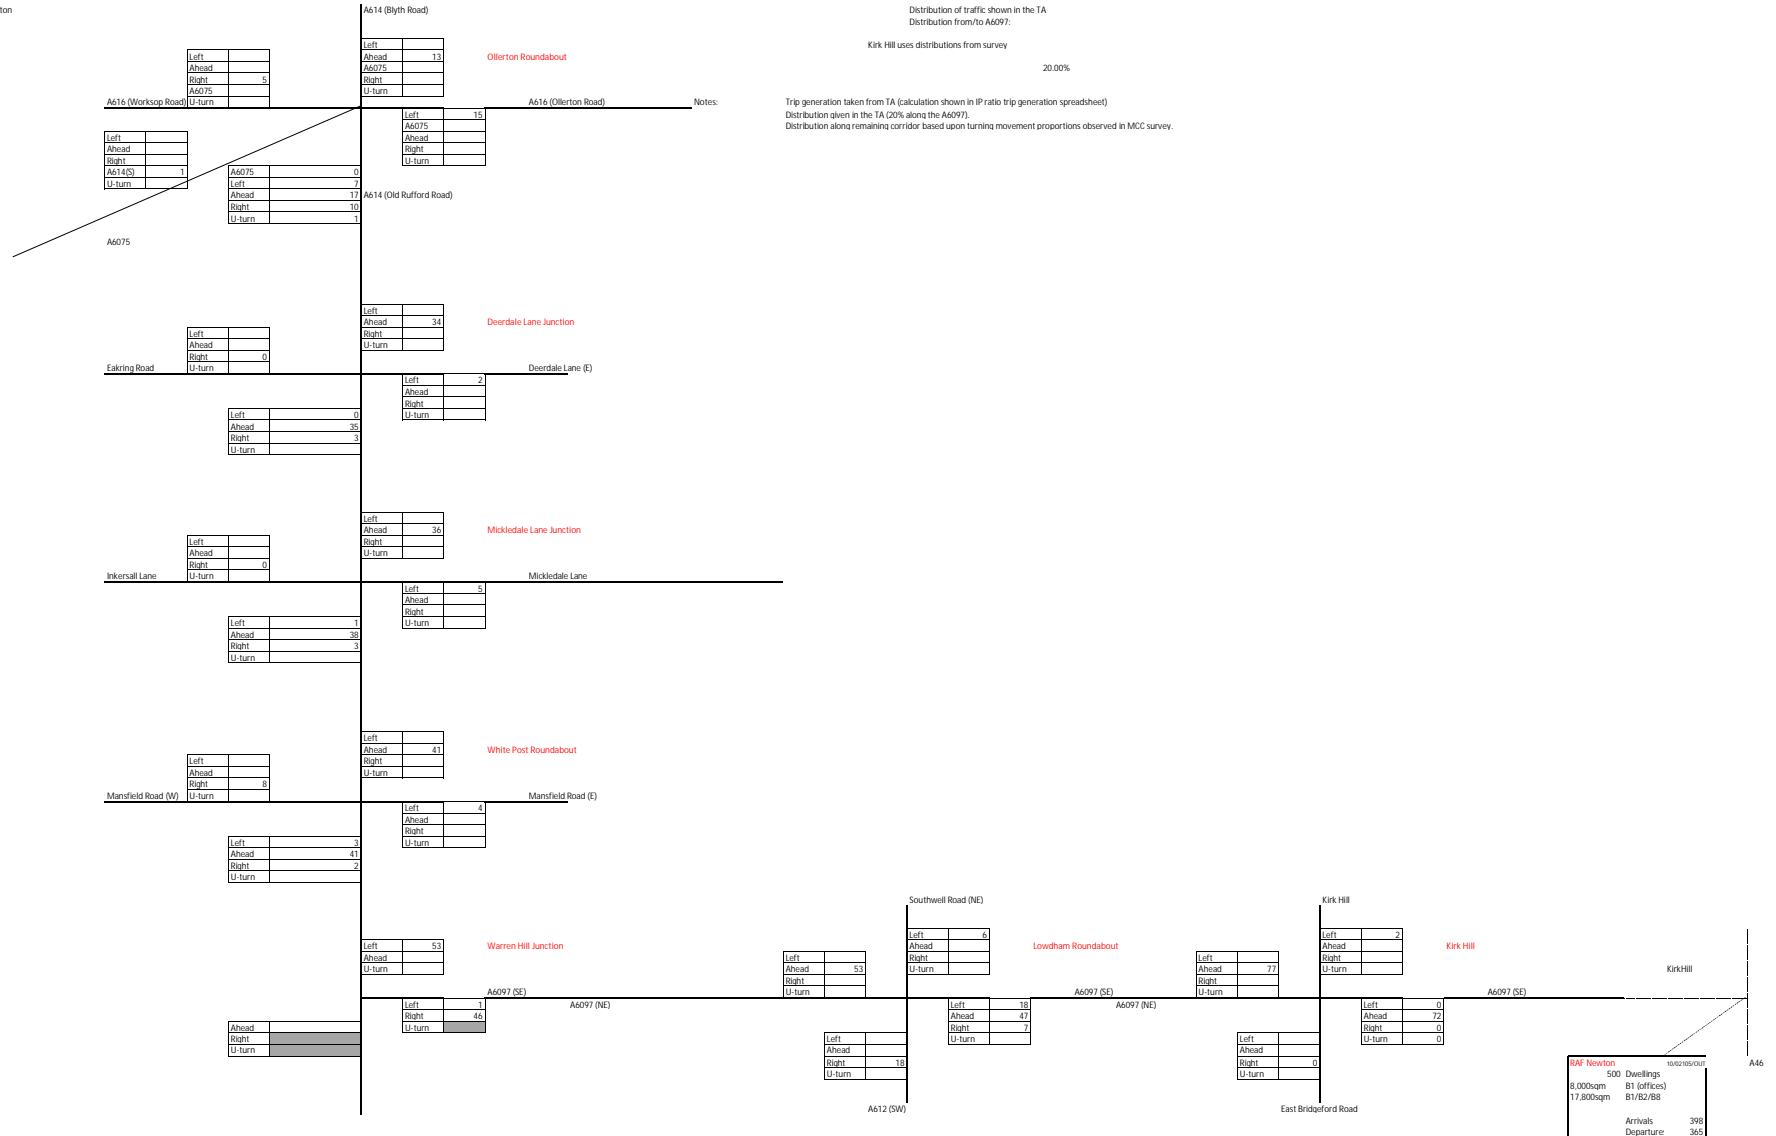 ton
A614 (Blyth Road)
Distribution of traffic shown in the TA
Distribution from/to A6097:
Left
Ahead 13
A6075
Right
U-turn
Ollerton Roundabout
Kirk Hill uses distributions from survey
20.00%
Left
Ahead
Right 5
A6075
U-turn
A616 (Worksop Road)
A616 (Ollerton Road)
Notes:
Trip generation taken from TA (calculation shown in IP ratio trip generation spreadsheet)
Distribution given in the TA (20% along the A6097).
Distribution along remaining corridor based upon turning movement proportions observed in MCC survey.
Left 15
A6075
Ahead
Right
U-turn
Left
Ahead
Right
A614(S) 1
U-turn
A6075 0
Left 7
Ahead 17
Right 10
U-turn 1
A614 (Old Rufford Road)
A6075
Left
Ahead 34
Right
U-turn
Deerdale Lane Junction
Left
Ahead
Right 0
U-turn
Eakring Road
Deerdale Lane (E)
Left 2
Ahead
Right
U-turn
Left 0
Ahead 35
Right 3
U-turn
Left
Ahead 36
Right
U-turn
Mickledale Lane Junction
Left
Ahead
Right 0
U-turn
Inkersall Lane
Mickledale Lane
Left 5
Ahead
Right
U-turn
Left 1
Ahead 38
Right 3
U-turn
Left
Ahead 41
Right
U-turn
White Post Roundabout
Left
Ahead
Right 8
U-turn
Mansfield Road (W)
Mansfield Road (E)
Left 4
Ahead
Right
U-turn
Left 3
Ahead 41
Right 2
U-turn
Left 53
Ahead
U-turn
Warren Hill Junction
A6097 (SE)
A6097 (NE)
Left 1
Right 46
U-turn
Ahead
Right
U-turn
Southwell Road (NE)
Left 6
Ahead
Right
U-turn
Lowdham Roundabout
Left
Ahead 53
Right
U-turn
A6097 (SE)
A6097 (NE)
Left 18
Ahead 47
Right 7
U-turn
Left
Ahead
Right 18
U-turn
A612 (SW)
Kirk Hill
Left 2
Ahead
Right
U-turn
Kirk Hill
Left
Ahead 77
Right
U-turn
A6097 (SE)
Left 0
Ahead 72
Right 0
U-turn 0
Left
Ahead
Right 0
U-turn
East Bridgeford Road
KirkHill
A46
RAF Newton 10/02105/OUT
500 Dwellings
8,000sqm B1 (offices)
17,800sqm B1/B2/B8
Arrivals 398
Departure 365